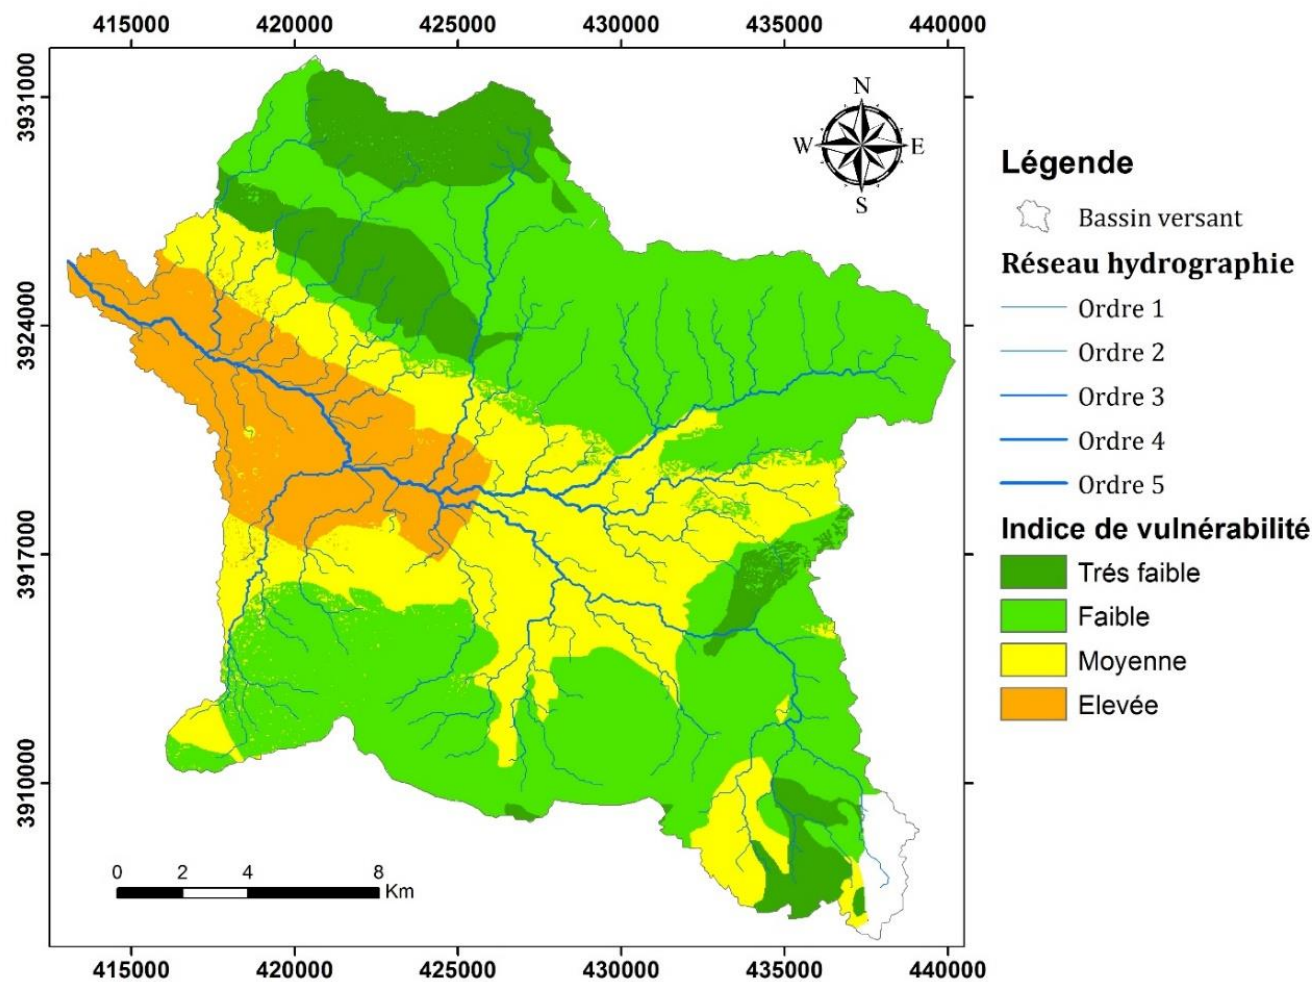 415000 420000 425000 430000 435000 440000
3931000
3924000
3917000
3910000
N
W E
S
Légende
Bassin versant
Réseau hydrographie
Ordre 1
Ordre 2
Ordre 3
Ordre 4
Ordre 5
Indice de vulnérabilité
Trés faible
Faible
Moyenne
Elevée
0 2 4 8
Km
415000 420000 425000 430000 435000 440000